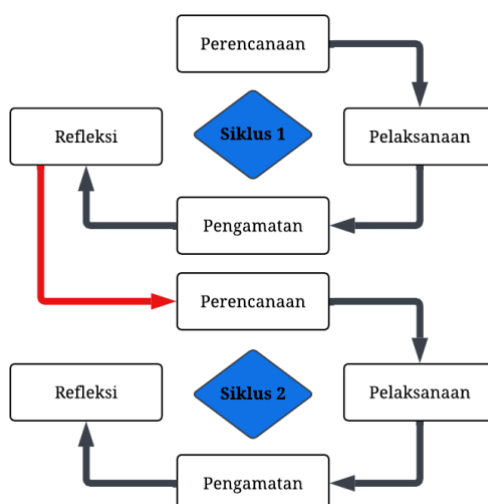 Perencanaan
Refleksi
Siklus 1
Pelaksanaan
Pengamatan
Perencanaan
Refleksi
Siklus 2
Pelaksanaan
Pengamatan